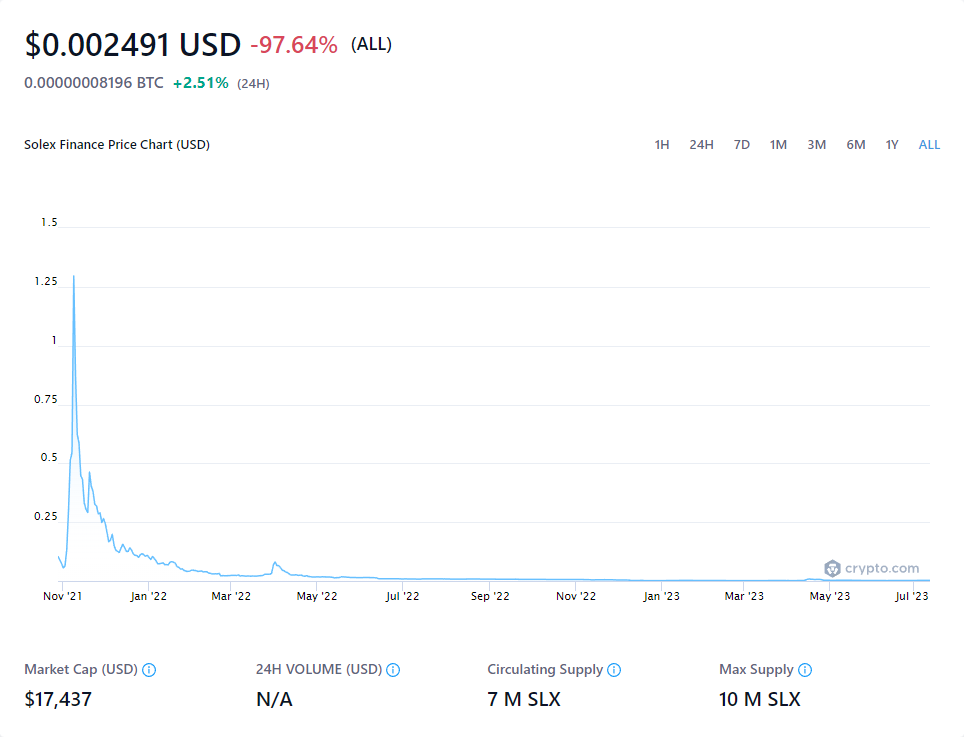 $0.002491 USD -97.64% (ALL)
0.00000008196 BTC +2.51% (24H)
Solex Finance Price Chart (USD) 1H 24H 7D 1M 3M 6M 1Y ALL
1.5
1.25
1
0.75
0.5
0.25
crypto.com
Nov '21 Jan '22 Mar '22 May '22 Jul '22 Sep '22 Nov '22 Jan '23 Mar '23 May '23 Jul '23
Market Cap (USD) 24H VOLUME (USD) Circulating Supply Max Supply
$17,437 N/A 7 M SLX 10 M SLX